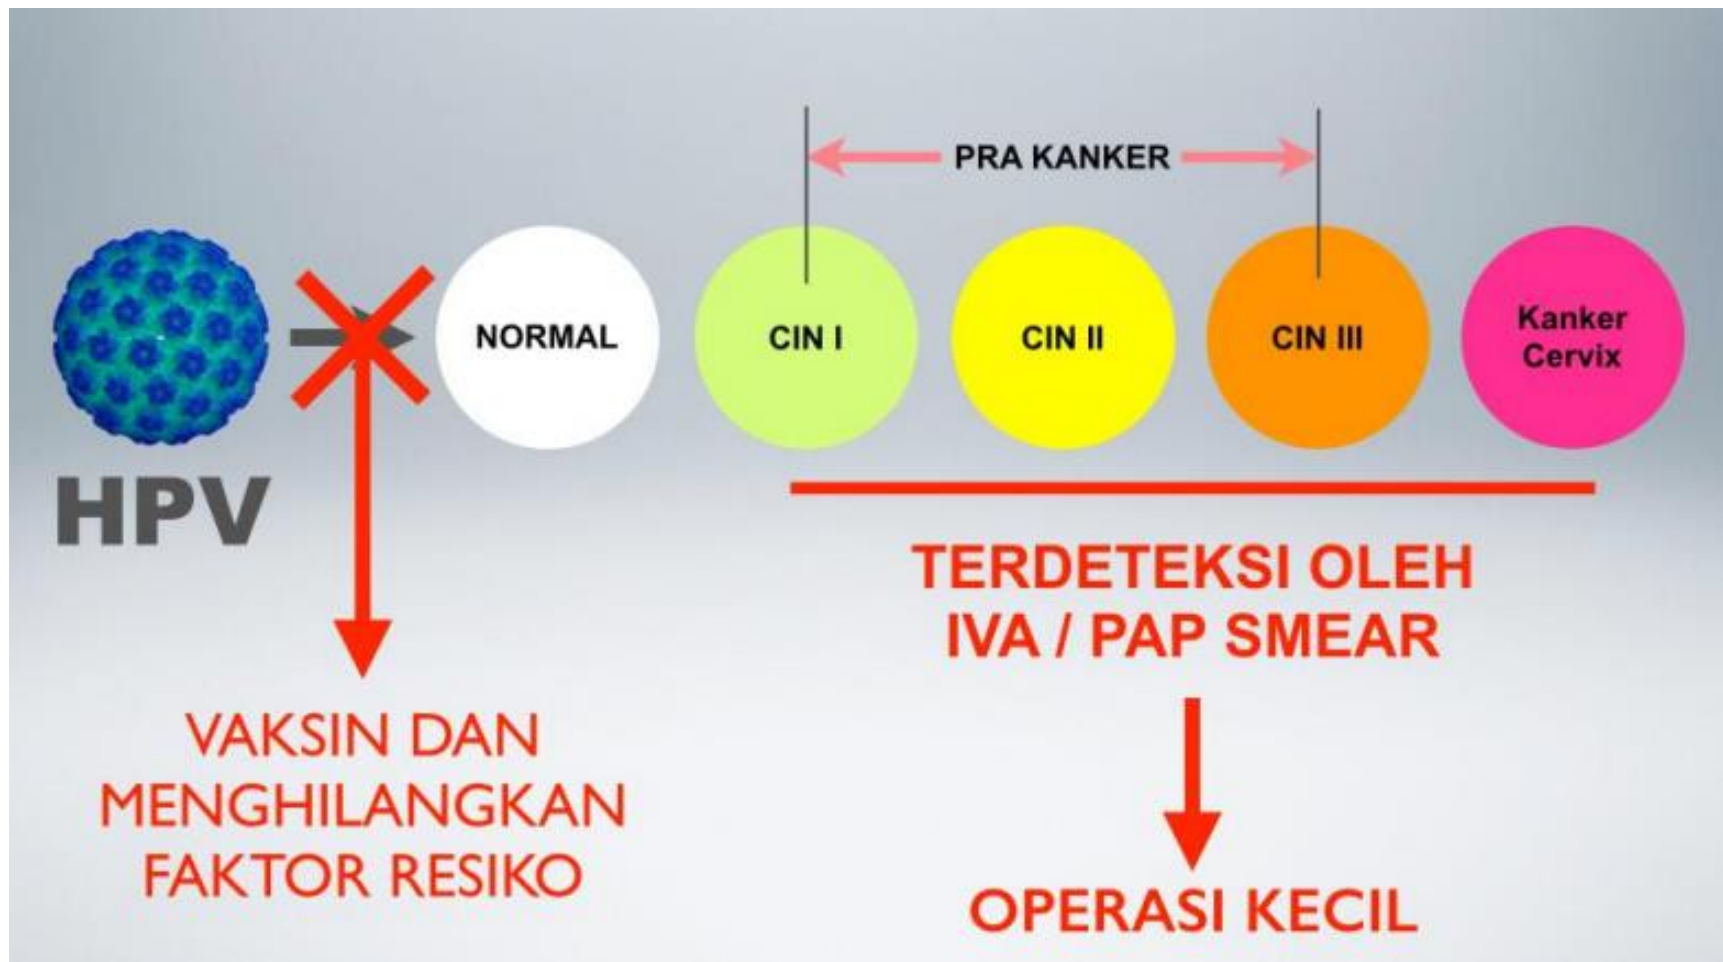 PRA KANKER
NORMAL
CIN I
CIN II
CIN III
Kanker
Cervix
HPV
TERDETEKSI OLEH
IVA / PAP SMEAR
VAKSIN DAN
MENGHILANGKAN
FAKTOR RESIKO
OPERASI KECIL